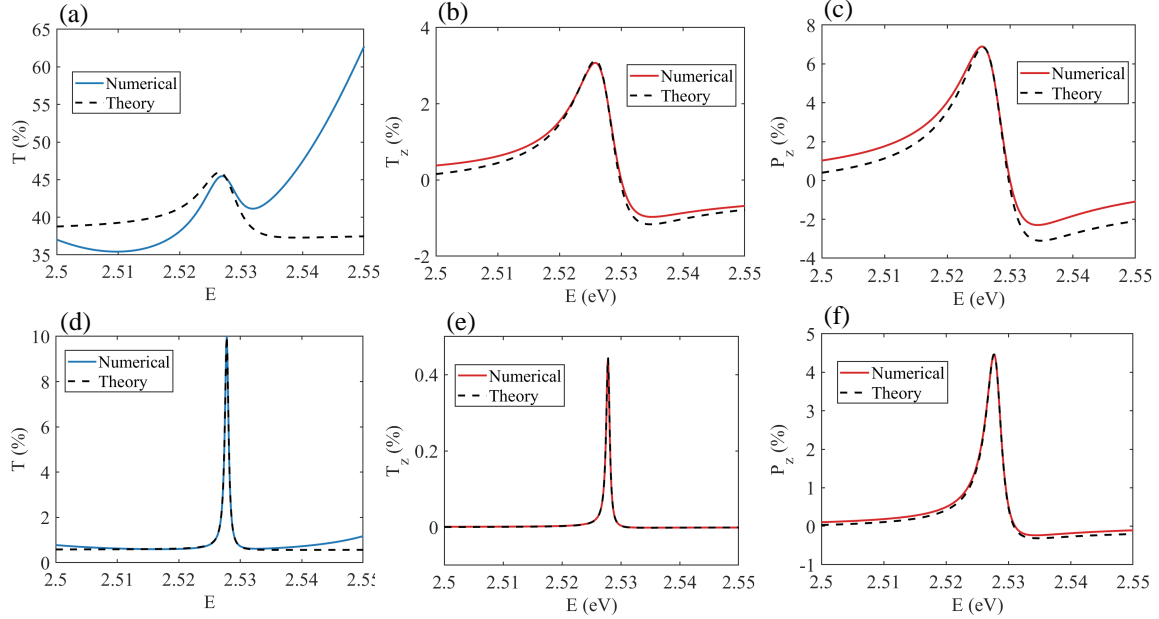 (a)
65
60
55
50
45
40
35
T (%)
Numerical
Theory
2.5
2.51
2.52
2.53
2.54
2.55
E
(b)
4
2
0
-2
T_z (%)
Numerical
Theory
2.5
2.51
2.52
2.53
2.54
2.55
E (eV)
(c)
8
6
4
2
0
-2
-4
P_z (%)
Numerical
Theory
2.5
2.51
2.52
2.53
2.54
2.55
E (eV)
(d)
10
8
6
4
2
0
T (%)
Numerical
Theory
2.5
2.51
2.52
2.53
2.54
2.55
E
(e)
0.4
0.2
0
T_z (%)
Numerical
Theory
2.5
2.51
2.52
2.53
2.54
2.55
E (eV)
(f)
5
4
3
2
1
0
-1
P_z (%)
Numerical
Theory
2.5
2.51
2.52
2.53
2.54
2.55
E (eV)